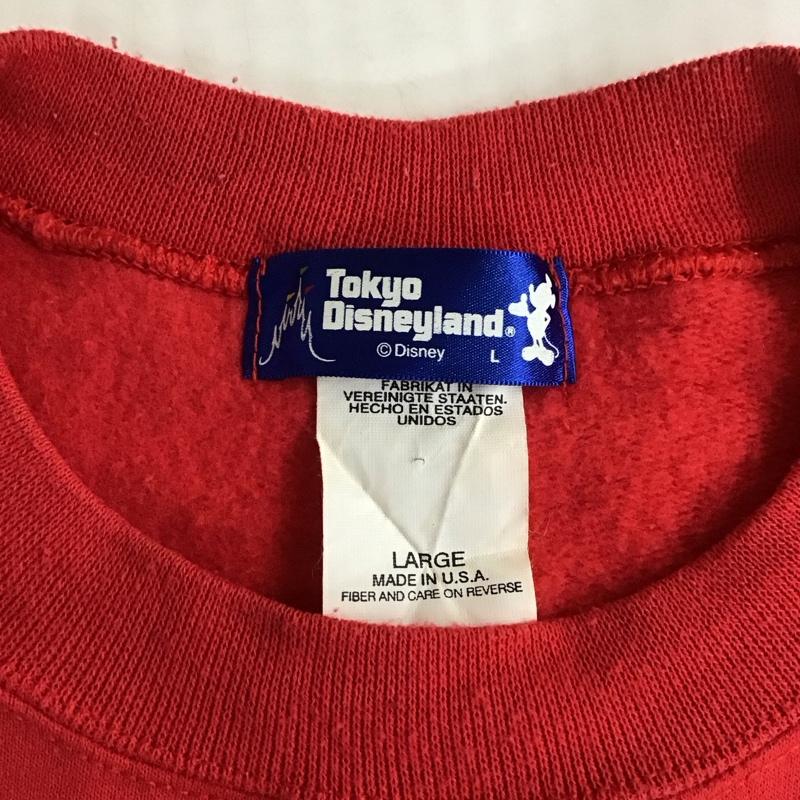 Tokyo
Disneyland®
©Disney L
FABRIKAT IN
VEREINIGTE STAATEN.
HECHO EN ESTADOS
UNIDOS
LARGE
MADE IN U.S.A.
FIBER AND CARE ON REVERSE